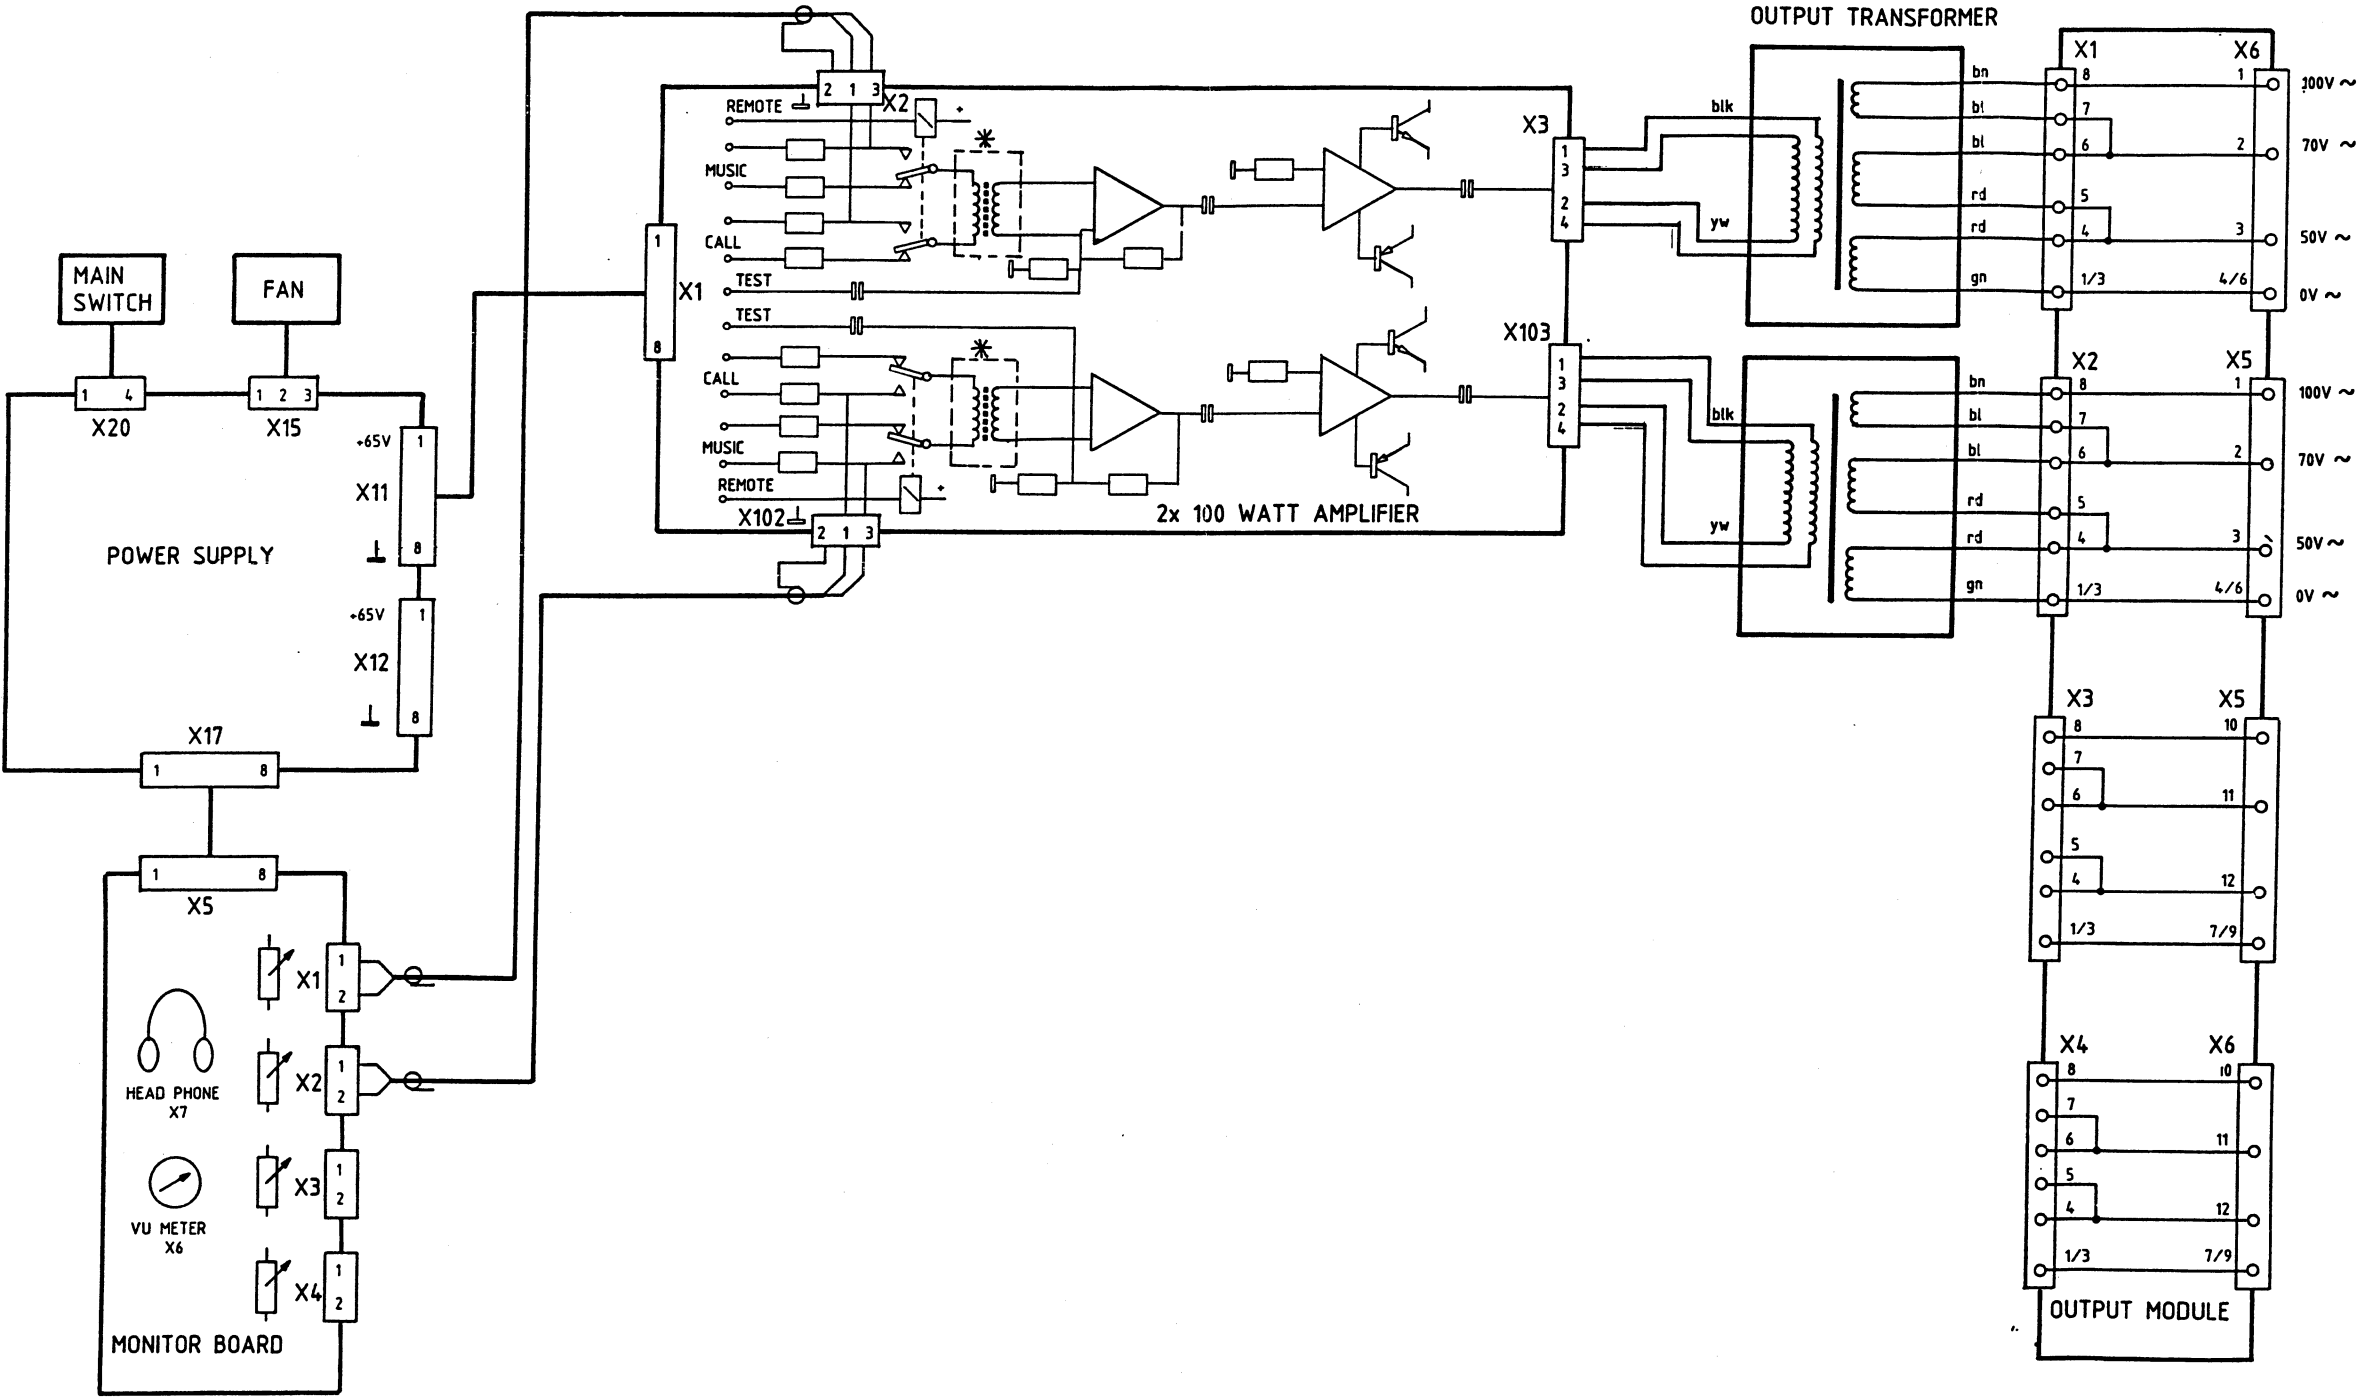 OUTPUT TRANSFORMER
MAIN
SWITCH
FAN
1 4
X20
1 2 3
X15
+65V
1
X11
8
POWER SUPPLY
+65V
1
X12
8
X17
1 8
1 8
X5
1
X1
2
1
X2
2
HEAD PHONE
X7
1
X3
2
VU METER
X6
1
X4
2
MONITOR BOARD
2 1 3
X2
REMOTE
+
*
MUSIC
CALL
TEST
1
X1
8
TEST
*
CALL
MUSIC
REMOTE
+
X102
2 1 3
2x 100 WATT AMPLIFIER
X3
1
3
2
4
X103
1
3
2
4
blk
yw
blk
yw
bn
bl
bl
rd
rd
gn
bn
bl
bl
rd
rd
gn
X1 X6
8 1 100V ~
7
6 2 70V ~
5
4 3 50V ~
1/3 4/6 0V ~
X2 X5
8 1 100V ~
7
6 2 70V ~
5
4 3 50V ~
1/3 4/6 0V ~
X3 X5
8 10
7
6 11
5
4 12
1/3 7/9
X4 X6
8 10
7
6 11
5
4 12
1/3 7/9
OUTPUT MODULE